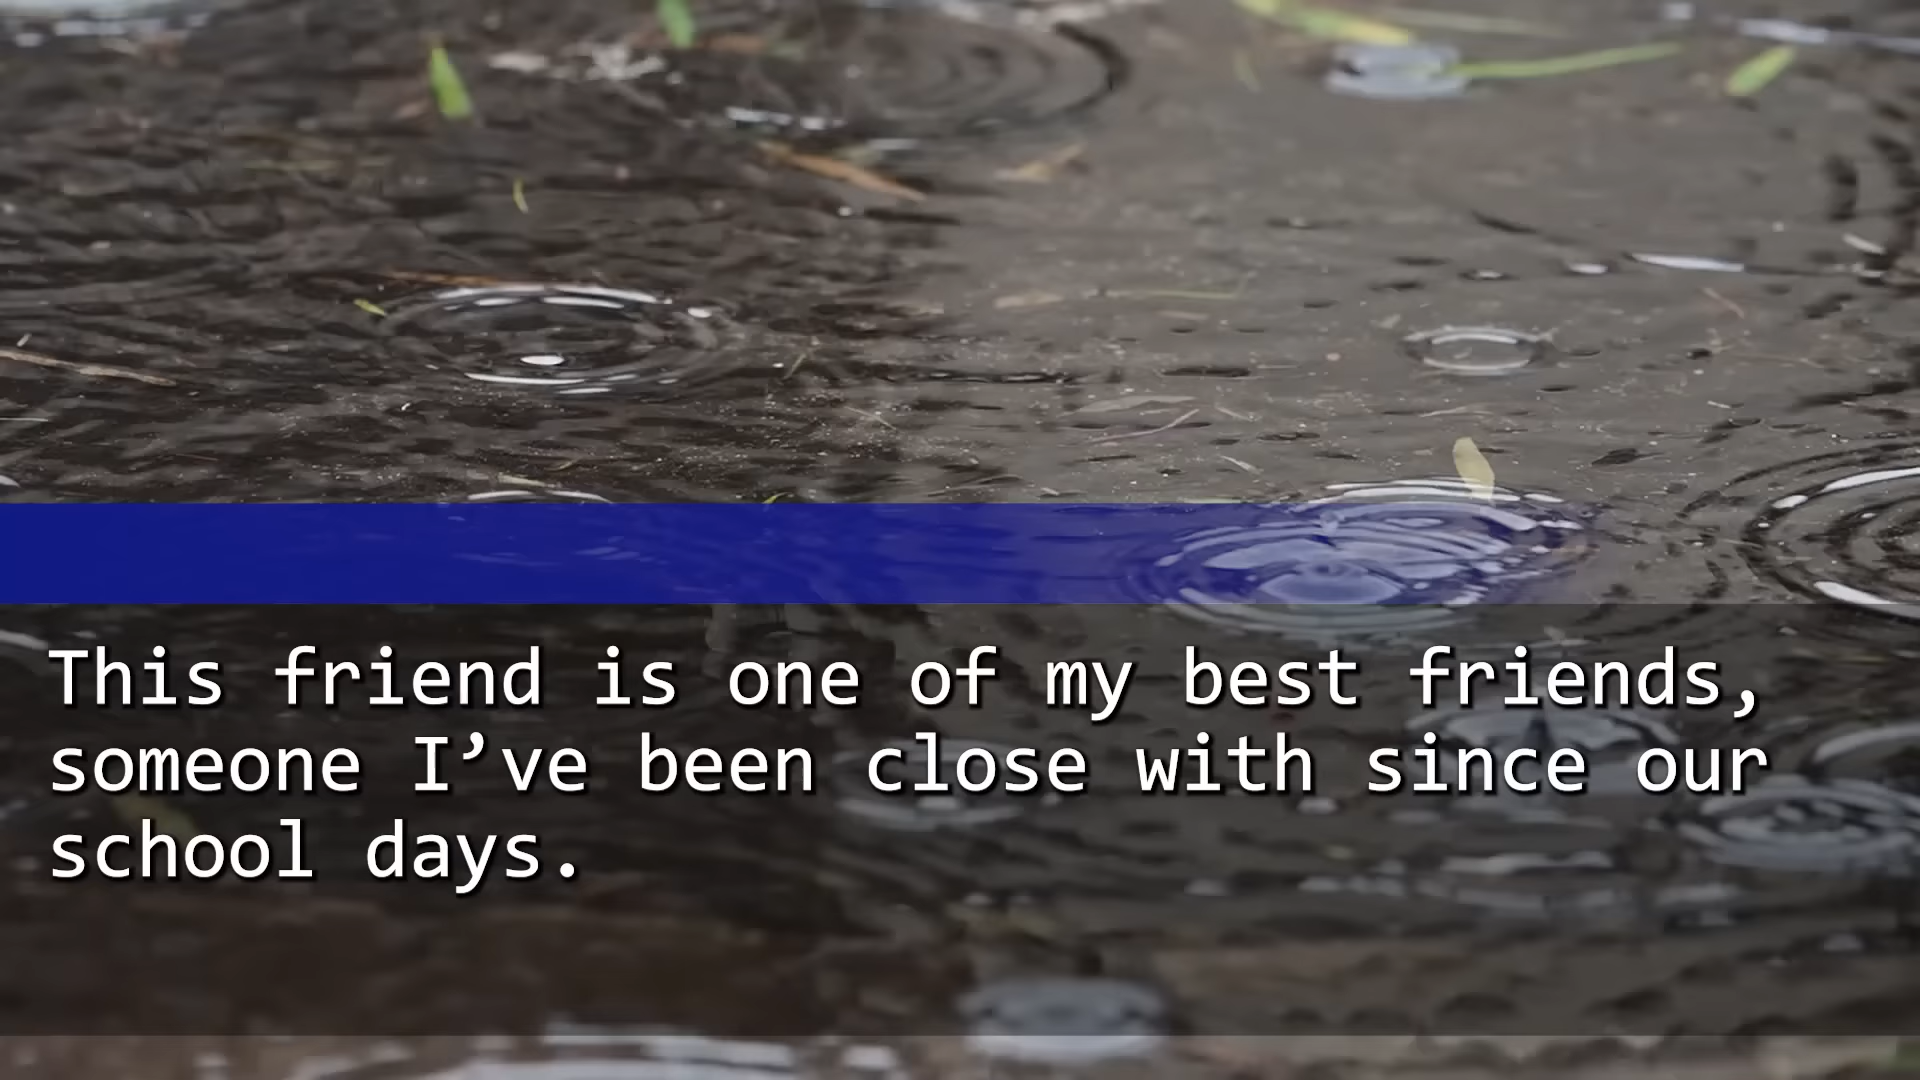 This friend is one of my best friends,
someone I’ve been close with since our
school days.